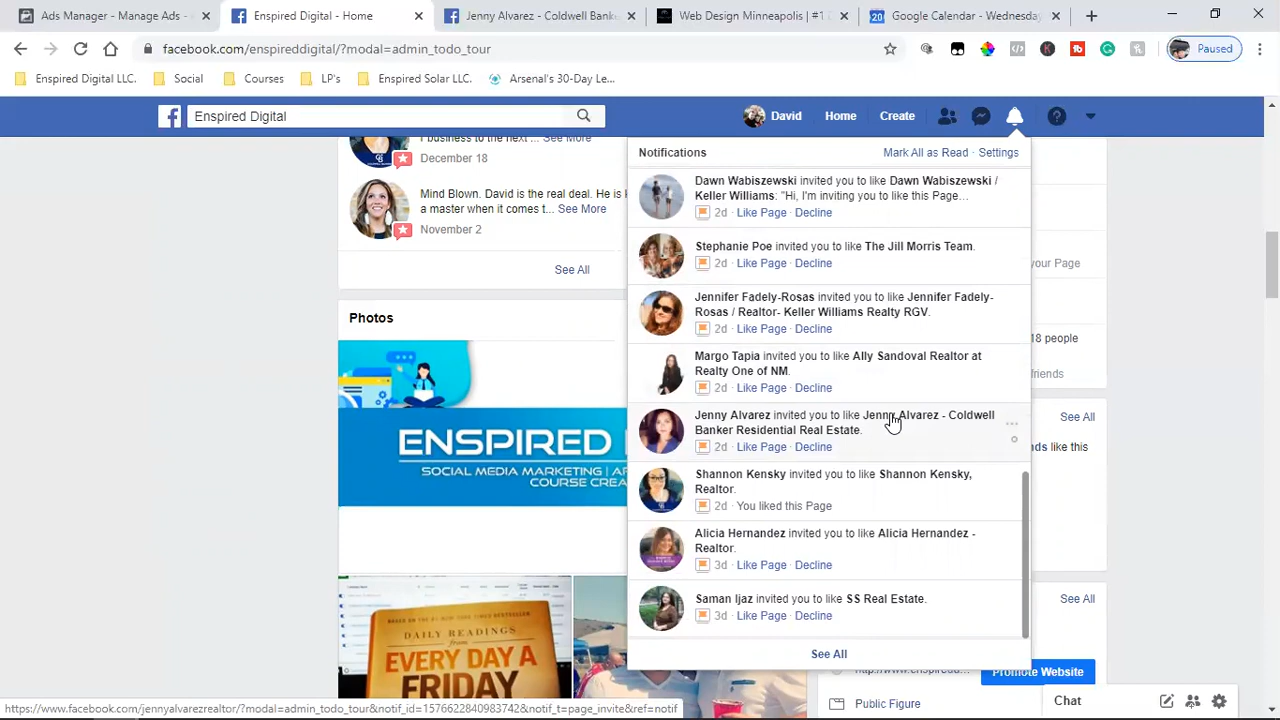 Ads Manager - Manage Ads -
Enspired Digital - Home
Jenny Alvarez - Coldwell Banke
Web Design Minneapolis | #1
Google Calendar - Wednesday
facebook.com/enspireddigital/?modal=admin_todo_tour
Paused
Enspired Digital LLC.
Social
Courses
LP's
Enspired Solar LLC.
Arsenal's 30-Day Le...
Enspired Digital
David
Home
Create
business to the next ... See More
December 18
Mind Blown. David is the real deal. He is
a master when it comes t... See More
November 2
See All
Photos
ENSPIRED
SOCIAL MEDIA MARKETING |
COURSE CREA
DAILY READINGS
from
EVERY DAY A
FRIDAY
Notifications
Mark All as Read · Settings
Dawn Wabiszewski invited you to like Dawn Wabiszewski /
Keller Williams: "Hi, I'm inviting you to like this Page...
2d · Like Page · Decline
Stephanie Poe invited you to like The Jill Morris Team.
2d · Like Page · Decline
Jennifer Fadely-Rosas invited you to like Jennifer Fadely-
Rosas / Realtor- Keller Williams Realty RGV.
2d · Like Page · Decline
Margo Tapia invited you to like Ally Sandoval Realtor at
Realty One of NM.
2d · Like Page · Decline
Jenny Alvarez invited you to like Jenny Alvarez - Coldwell
Banker Residential Real Estate.
2d · Like Page · Decline
Shannon Kensky invited you to like Shannon Kensky,
Realtor.
2d · You liked this Page
Alicia Hernandez invited you to like Alicia Hernandez -
Realtor.
3d · Like Page · Decline
Saman Ijaz invited you to like SS Real Estate.
3d · Like Page · Decline
See All
your Page
18 people
friends
See All
like this
See All
Promote Website
Public Figure
Chat
https://www.facebook.com/jennyalvarezrealtor/?modal=admin_todo_tour&notif_id=1576622840983742&notif_t=page_invite&ref=notif